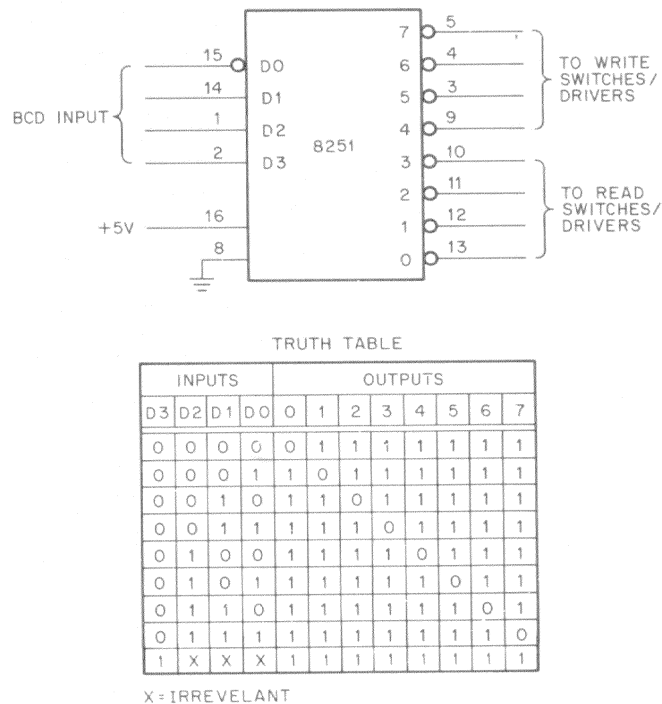 7 5
15 D0 6 4 TO WRITE
14 D1 5 3 SWITCHES/
BCD INPUT 1 D2 4 9 DRIVERS
2 D3 8251 3 10
2 11 TO READ
+5V 16 1 12 SWITCHES/
8 0 13 DRIVERS
TRUTH TABLE
INPUTS OUTPUTS
D3 D2 D1 D0 0 1 2 3 4 5 6 7
0 0 0 0 0 1 1 1 1 1 1 1
0 0 0 1 1 0 1 1 1 1 1 1
0 0 1 0 1 1 0 1 1 1 1 1
0 0 1 1 1 1 1 0 1 1 1 1
0 1 0 0 1 1 1 1 0 1 1 1
0 1 0 1 1 1 1 1 1 0 1 1
0 1 1 0 1 1 1 1 1 1 0 1
0 1 1 1 1 1 1 1 1 1 1 0
1 X X X 1 1 1 1 1 1 1 1
X = IRREVELANT